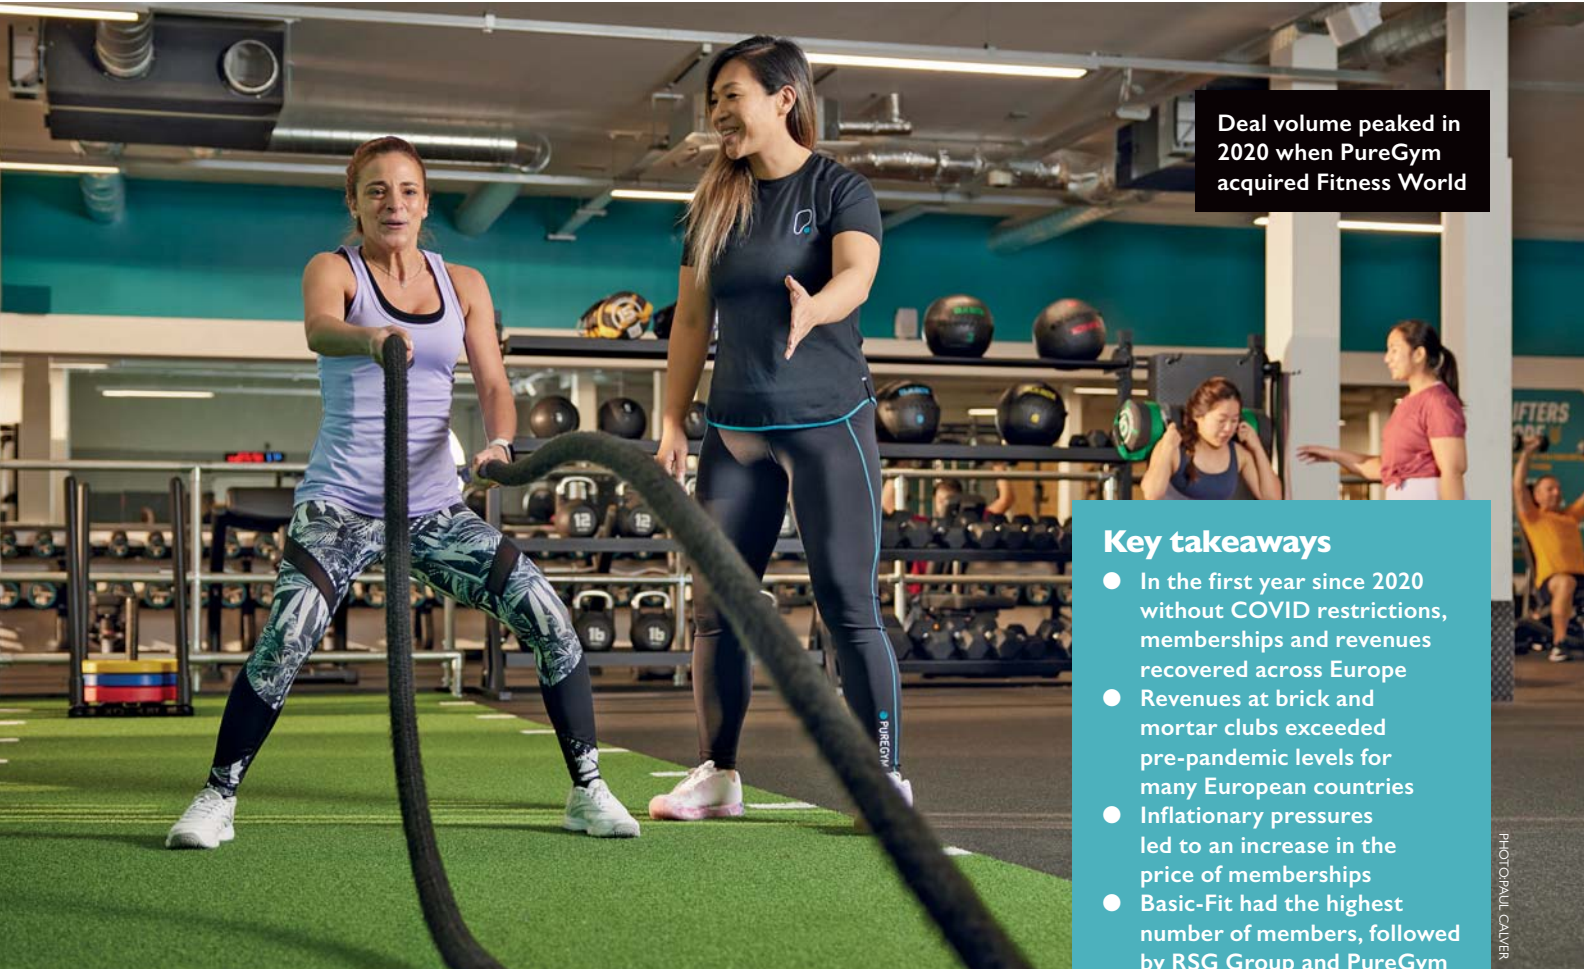 Deal volume peaked in
2020 when PureGym
acquired Fitness World
IFTERS
12
12
16
16
PUREGYM
Key takeaways
● In the first year since 2020
without COVID restrictions,
memberships and revenues
recovered across Europe
● Revenues at brick and
mortar clubs exceeded
pre-pandemic levels for
many European countries
● Inflationary pressures
led to an increase in the
price of memberships
● Basic-Fit had the highest
number of members, followed
by RSG Group and PureGym
PHOTO:PAUL CALVER